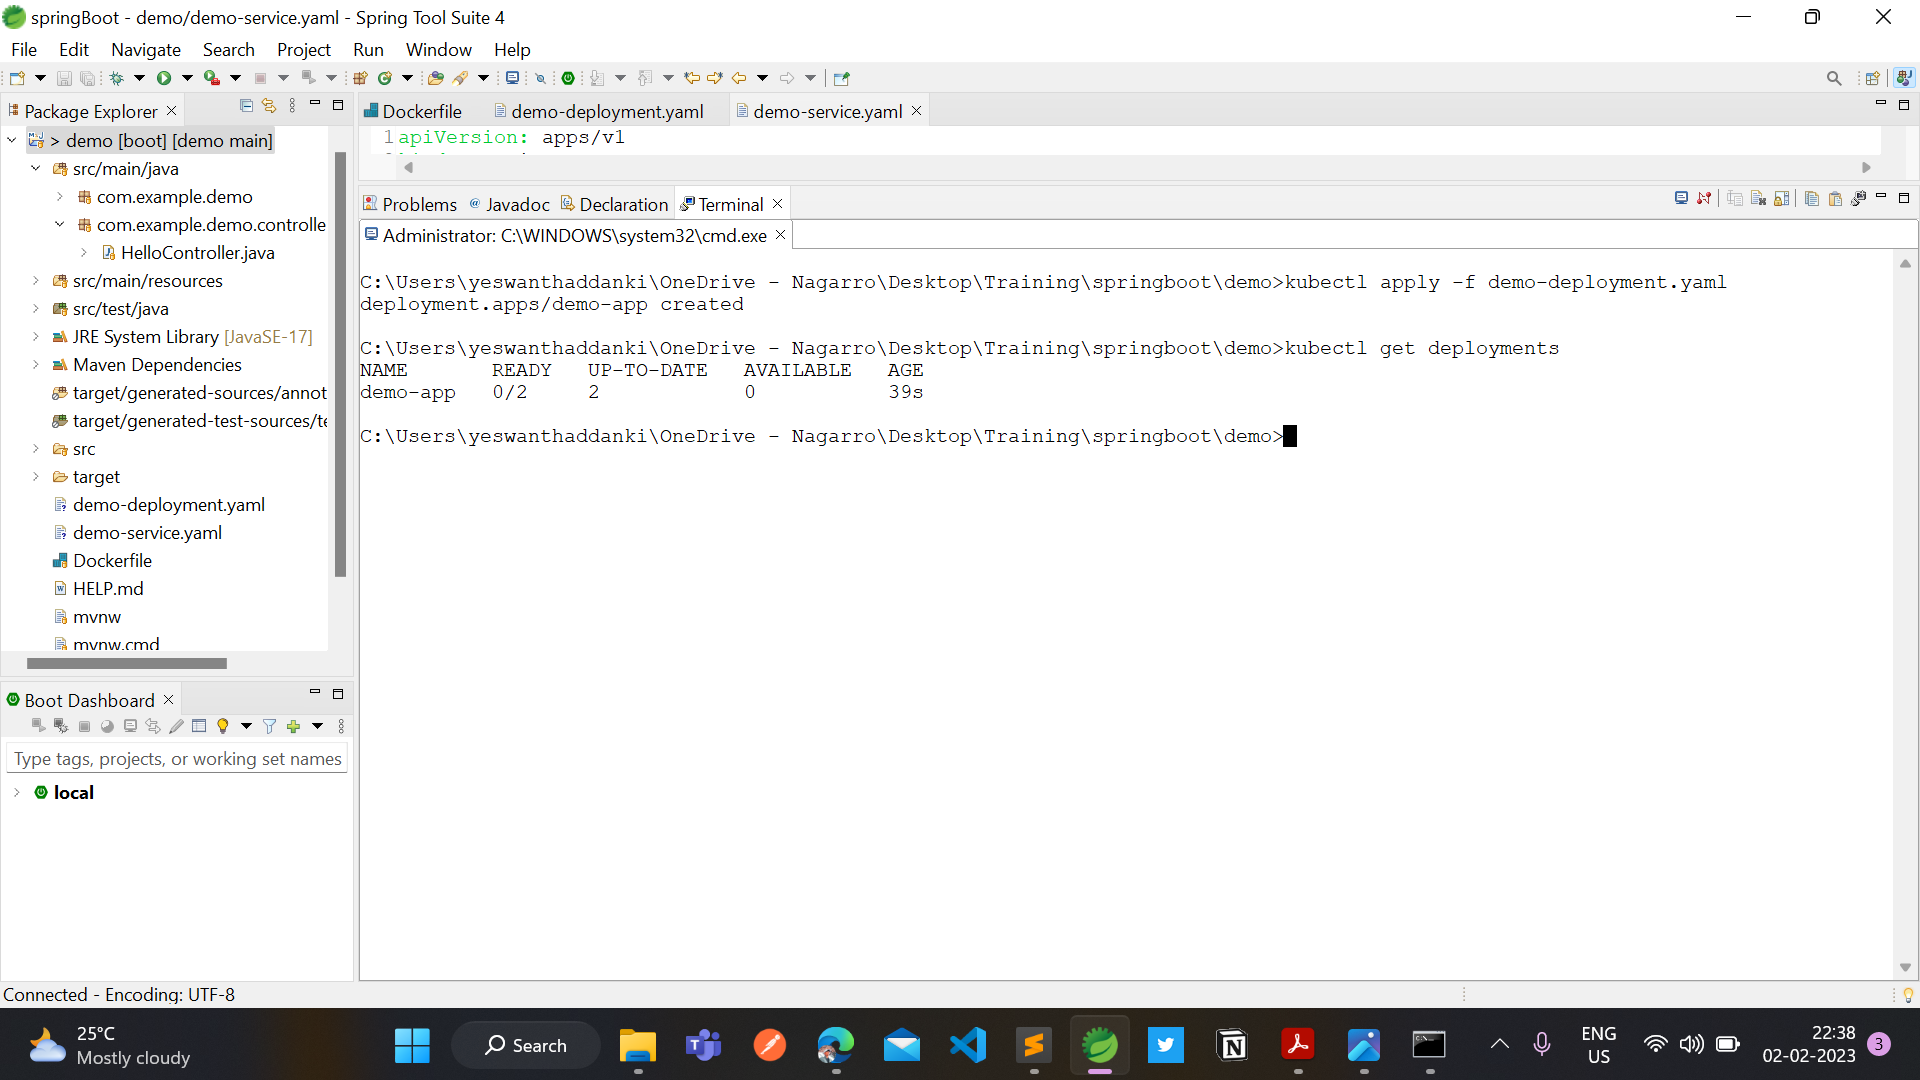 springBoot - demo/demo-service.yaml - Spring Tool Suite 4
File Edit Navigate Search Project Run Window Help
Package Explorer
> demo [boot] [demo main]
src/main/java
com.example.demo
com.example.demo.controlle
HelloController.java
src/main/resources
src/test/java
JRE System Library [JavaSE-17]
Maven Dependencies
target/generated-sources/annot
target/generated-test-sources/te
src
target
demo-deployment.yaml
demo-service.yaml
Dockerfile
HELP.md
mvnw
mvnw.cmd
Boot Dashboard
Type tags, projects, or working set names
local
Dockerfile demo-deployment.yaml demo-service.yaml
1 apiVersion: apps/v1
Problems @ Javadoc Declaration Terminal
Administrator: C:\WINDOWS\system32\cmd.exe
C:\Users\yeswanthaddanki\OneDrive - Nagarro\Desktop\Training\springboot\demo>kubectl apply -f demo-deployment.yaml
deployment.apps/demo-app created
C:\Users\yeswanthaddanki\OneDrive - Nagarro\Desktop\Training\springboot\demo>kubectl get deployments
NAME READY UP-TO-DATE AVAILABLE AGE
demo-app 0/2 2 0 39s
C:\Users\yeswanthaddanki\OneDrive - Nagarro\Desktop\Training\springboot\demo>
Connected - Encoding: UTF-8
25°C
Mostly cloudy
Search
ENG
US
22:38
02-02-2023
3